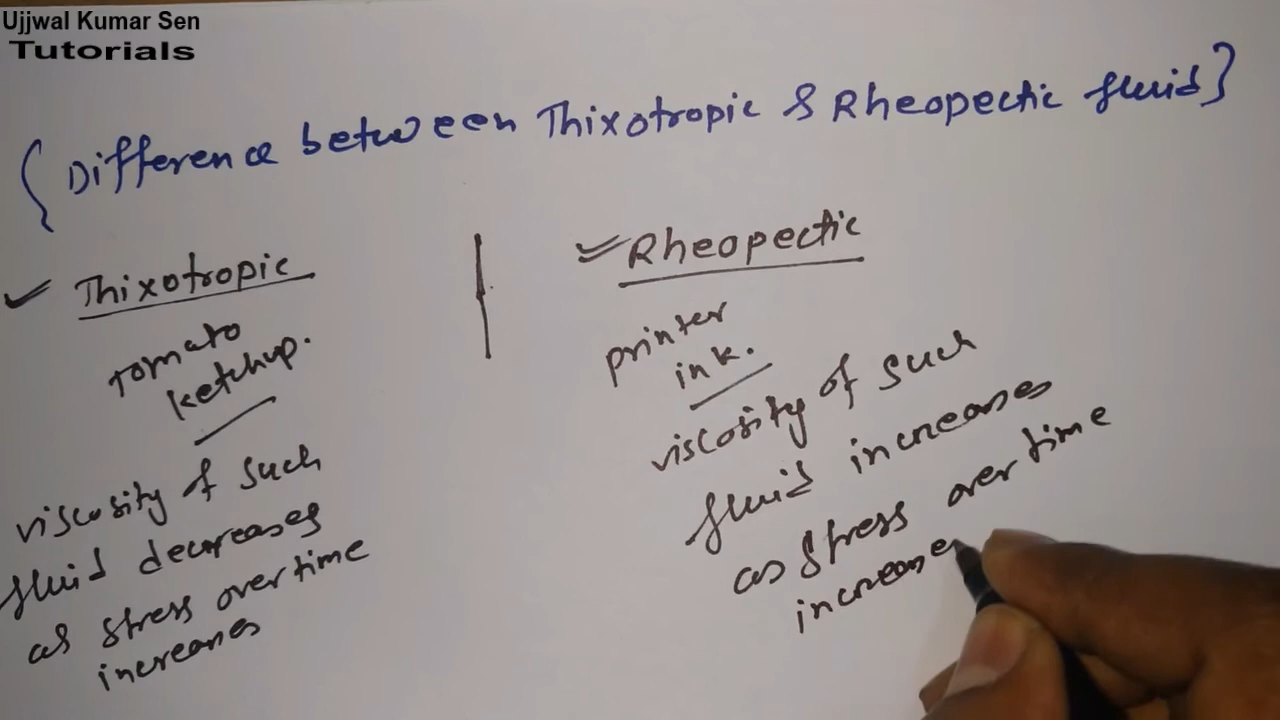 Ujjwal Kumar Sen
Tutorials
{Difference between Thixotropic & Rheopectic fluid}
Thixotropic
Tomato
ketchup.
viscosity of such
fluid decreases
as stress over time
increases
Rheopectic
printer
ink.
viscosity of such
fluid increases
as stress over time
increase